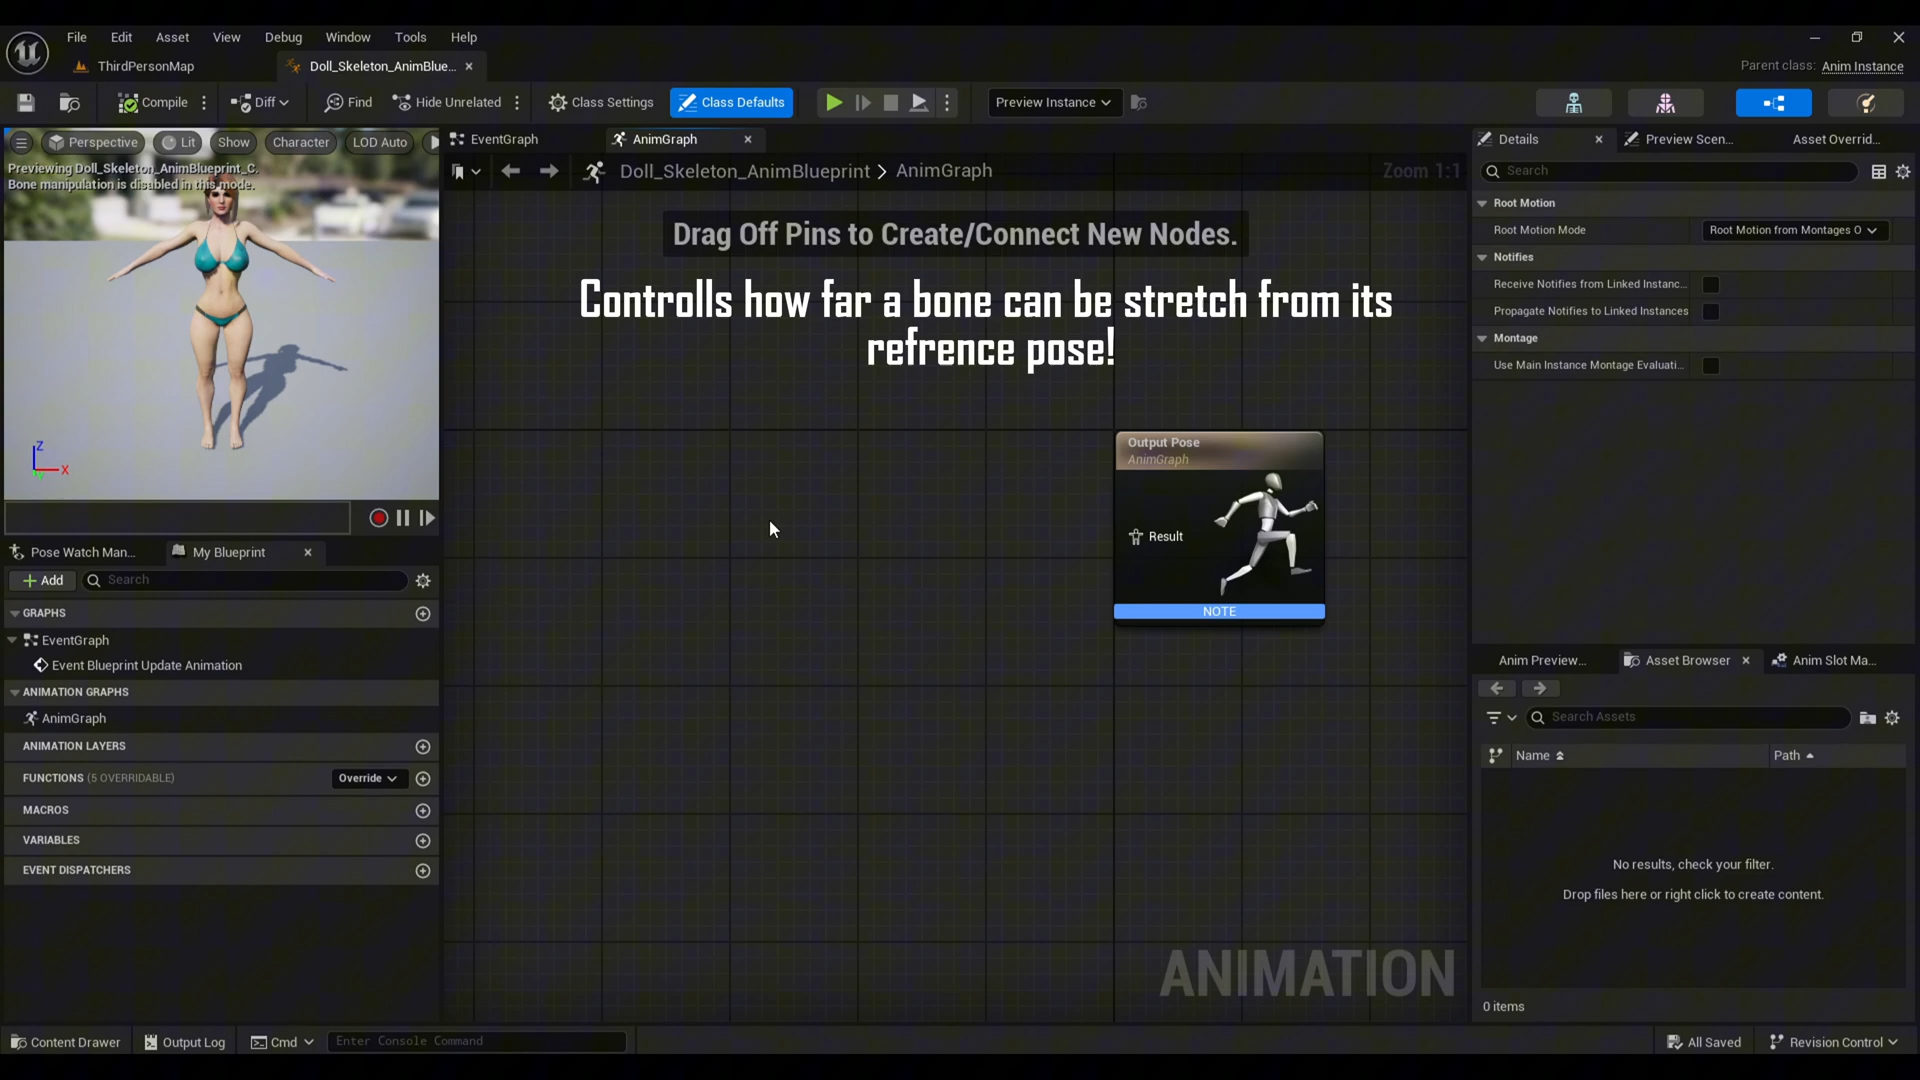 File Edit Asset View Debug Window Tools Help
ThirdPersonMap
Doll_Skeleton_AnimBlue...
Parent class: Anim Instance
Compile Diff Find Hide Unrelated Class Settings Class Defaults Preview Instance
Perspective Lit Show Character LOD Auto
Previewing Doll_Skeleton_AnimBlueprint_C.
Bone manipulation is disabled in this mode.
Z
X
EventGraph AnimGraph
Doll_Skeleton_AnimBlueprint > AnimGraph
Zoom 1:1
Drag Off Pins to Create/Connect New Nodes.
Controlls how far a bone can be stretch from its
refrence pose!
Output Pose
AnimGraph
Result
NOTE
ANIMATION
Pose Watch Man... My Blueprint
Add Search
GRAPHS
EventGraph
Event Blueprint Update Animation
ANIMATION GRAPHS
AnimGraph
ANIMATION LAYERS
FUNCTIONS (5 OVERRIDABLE) Override
MACROS
VARIABLES
EVENT DISPATCHERS
Details Preview Scen... Asset Overrid...
Search
Root Motion
Root Motion Mode Root Motion from Montages O
Notifies
Receive Notifies from Linked Instanc...
Propagate Notifies to Linked Instances
Montage
Use Main Instance Montage Evaluati...
Anim Preview... Asset Browser Anim Slot Ma...
Search Assets
Name Path
No results, check your filter.
Drop files here or right click to create content.
0 items
Content Drawer Output Log Cmd Enter Console Command All Saved Revision Control